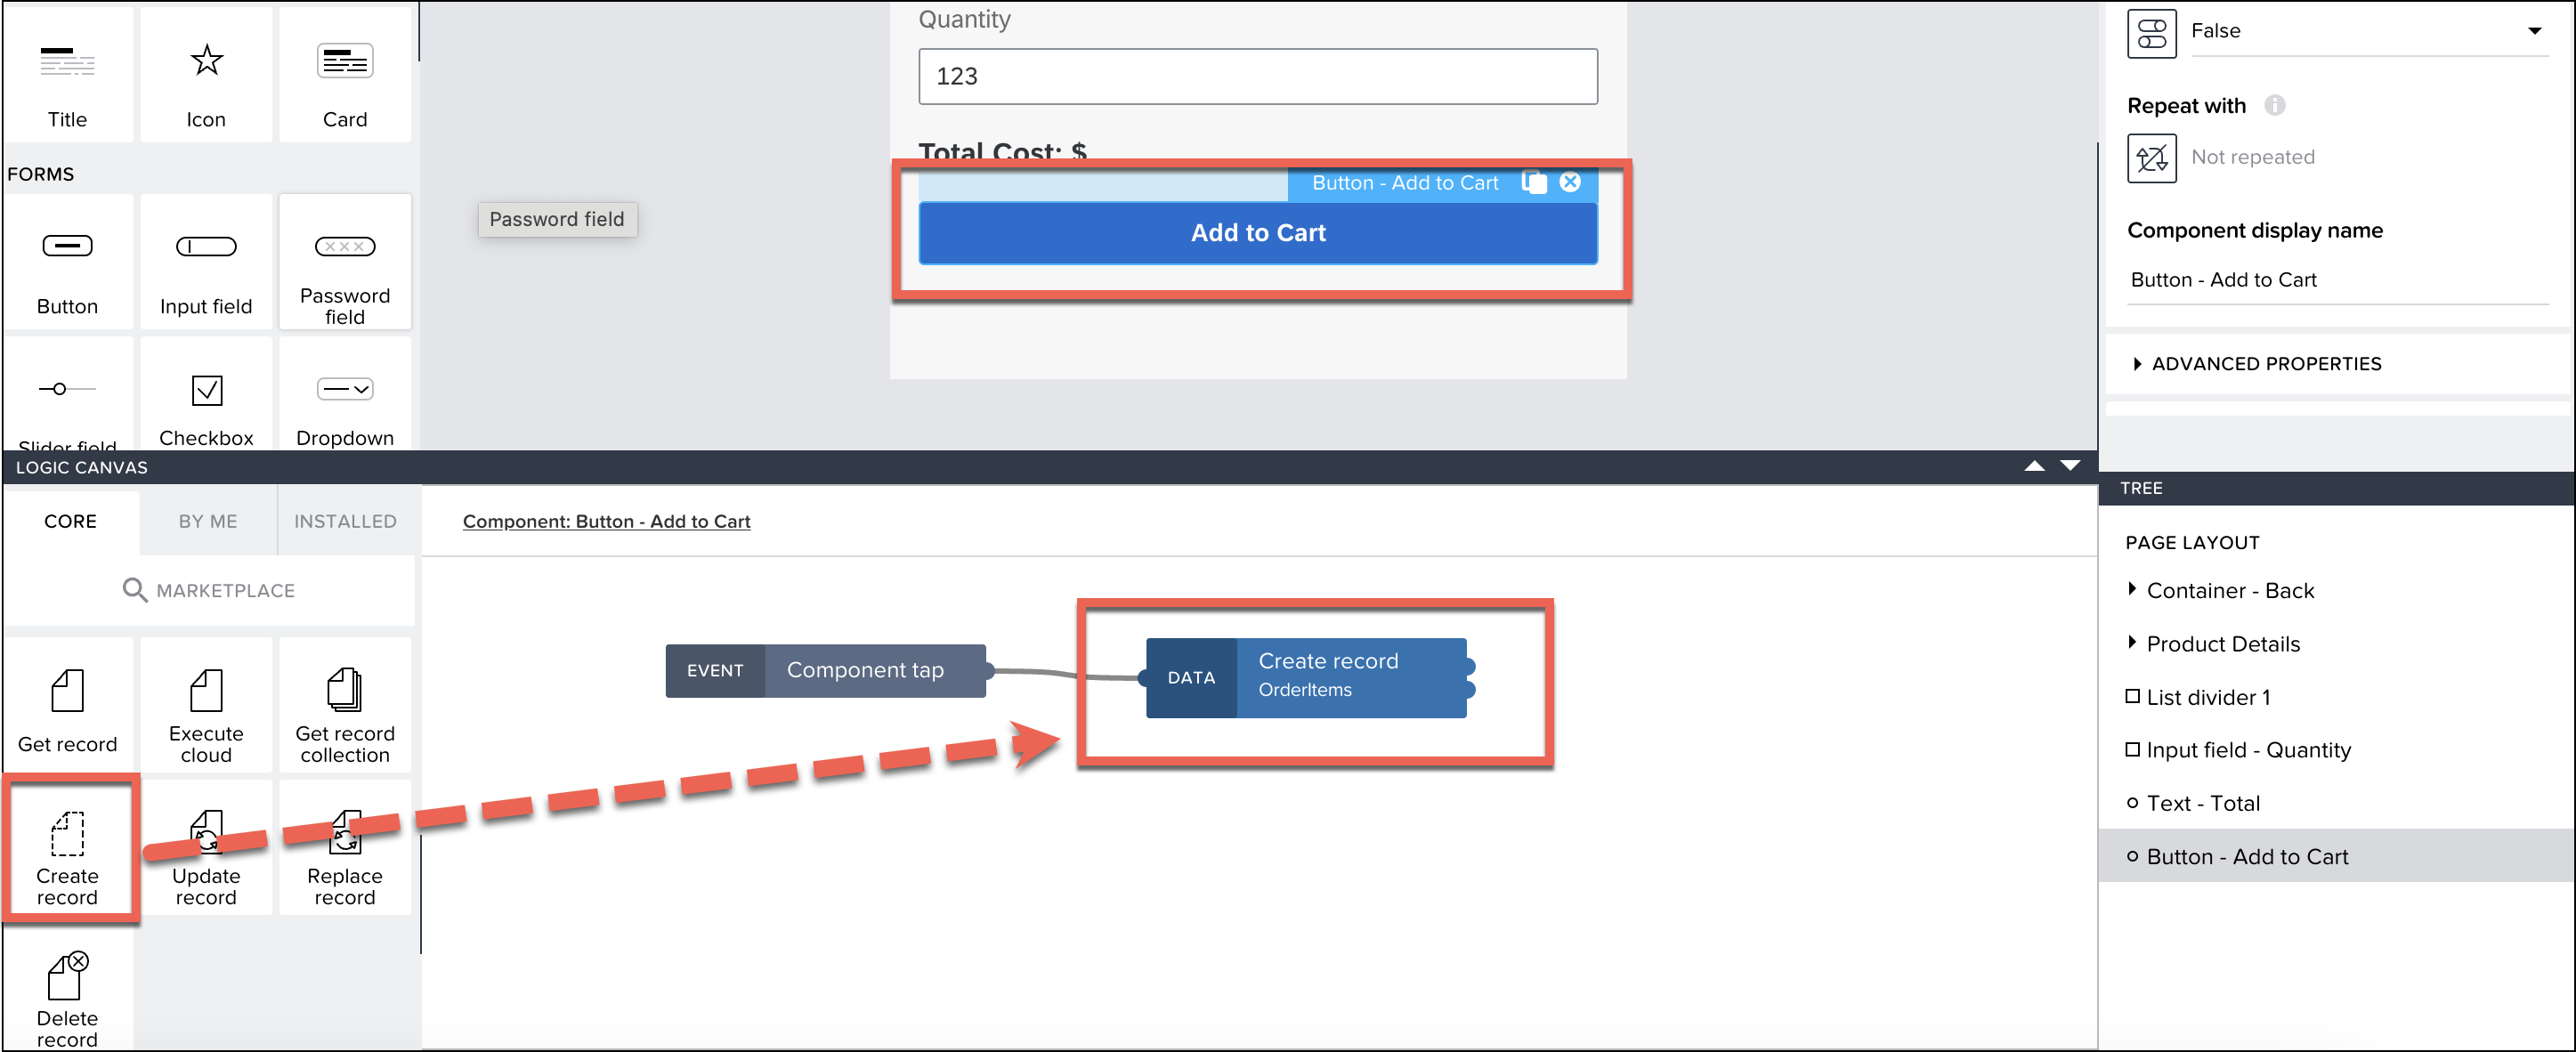 Title
Icon
Card
FORMS
Button
Input field
Password
field
Slider field
Checkbox
Dropdown
Quantity
123
Total Cost: $
Button - Add to Cart
Add to Cart
Password field
False
Repeat with
i
Not repeated
Component display name
Button - Add to Cart
ADVANCED PROPERTIES
LOGIC CANVAS
CORE
BY ME
INSTALLED
MARKETPLACE
Get record
Execute
cloud
Get record
collection
Create
record
Update
record
Replace
record
Delete
record
Component: Button - Add to Cart
EVENT
Component tap
DATA
Create record
OrderItems
TREE
PAGE LAYOUT
Container - Back
Product Details
List divider 1
Input field - Quantity
Text - Total
Button - Add to Cart